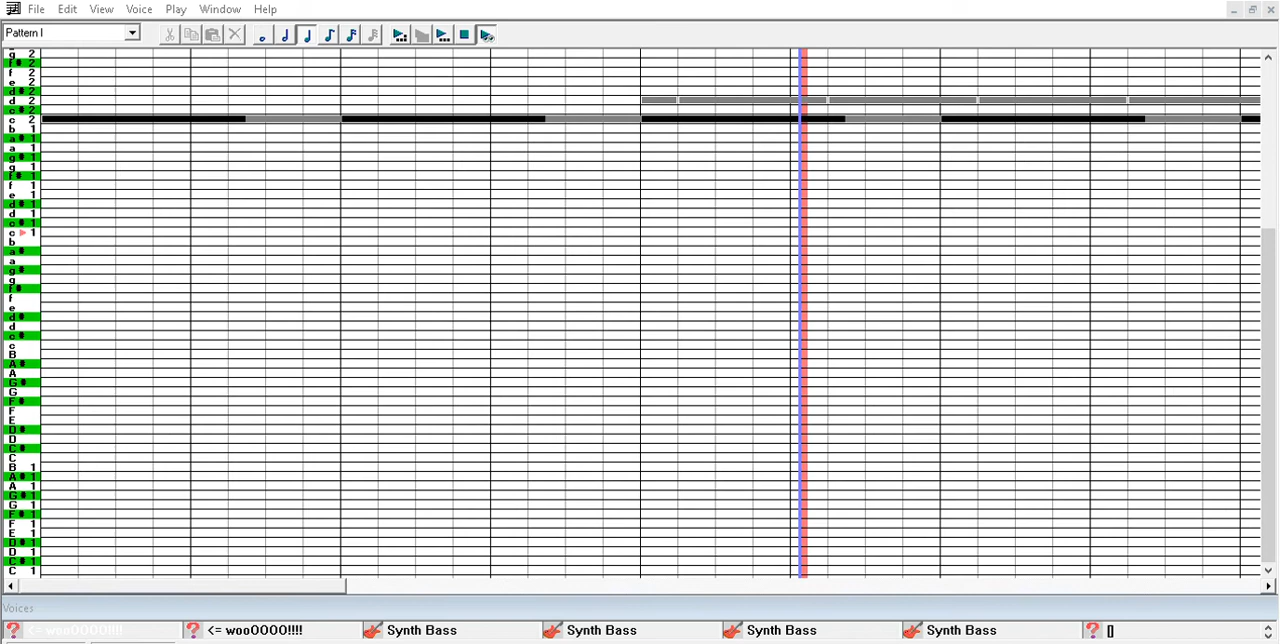 File Edit View Voice Play Window Help
Pattern I
g 2
f# 2
f 2
e 2
d# 2
d 2
c# 2
c 2
b 1
a# 1
a 1
g# 1
g 1
f# 1
f 1
e 1
d# 1
d 1
c# 1
c 1
b
a#
a
g#
g
f#
f
e
d#
d
c#
c
B
A#
A
G#
G
F#
F
E
D#
D
C#
C
B 1
A# 1
A 1
G# 1
G 1
F# 1
F 1
E 1
D# 1
D 1
C# 1
C 1
Voices
<= woo0000!!!! <= woo0000!!!! Synth Bass Synth Bass Synth Bass Synth Bass []